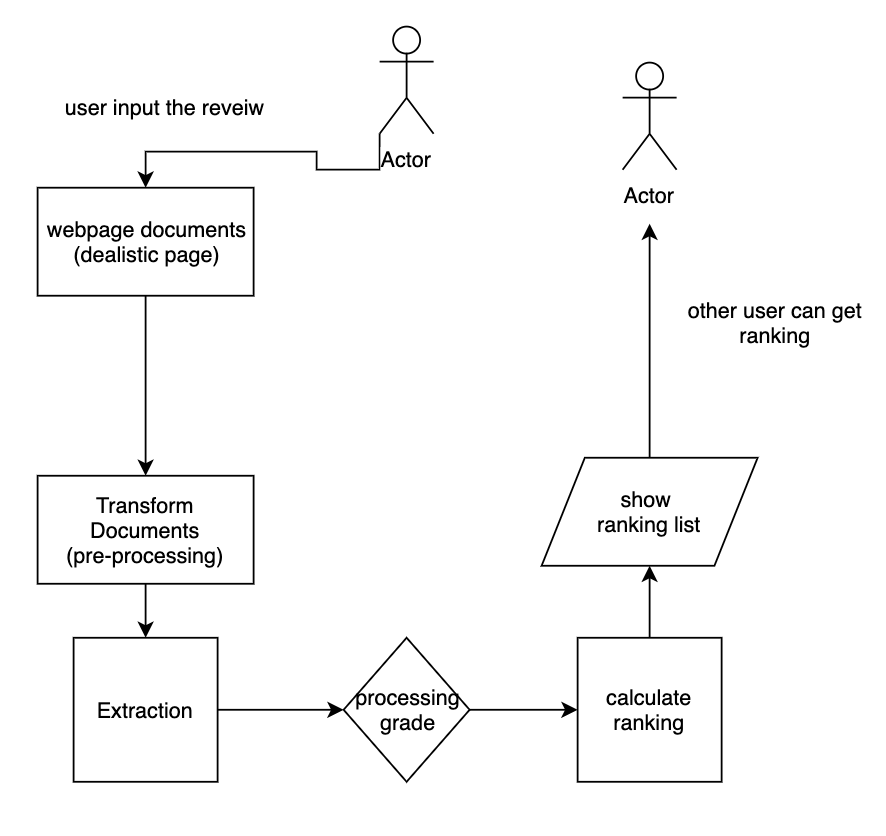 user input the reveiw
Actor
webpage documents
(dealistic page)
Transform
Documents
(pre-processing)
Extraction
processing
grade
calculate
ranking
show
ranking list
other user can get
ranking
Actor